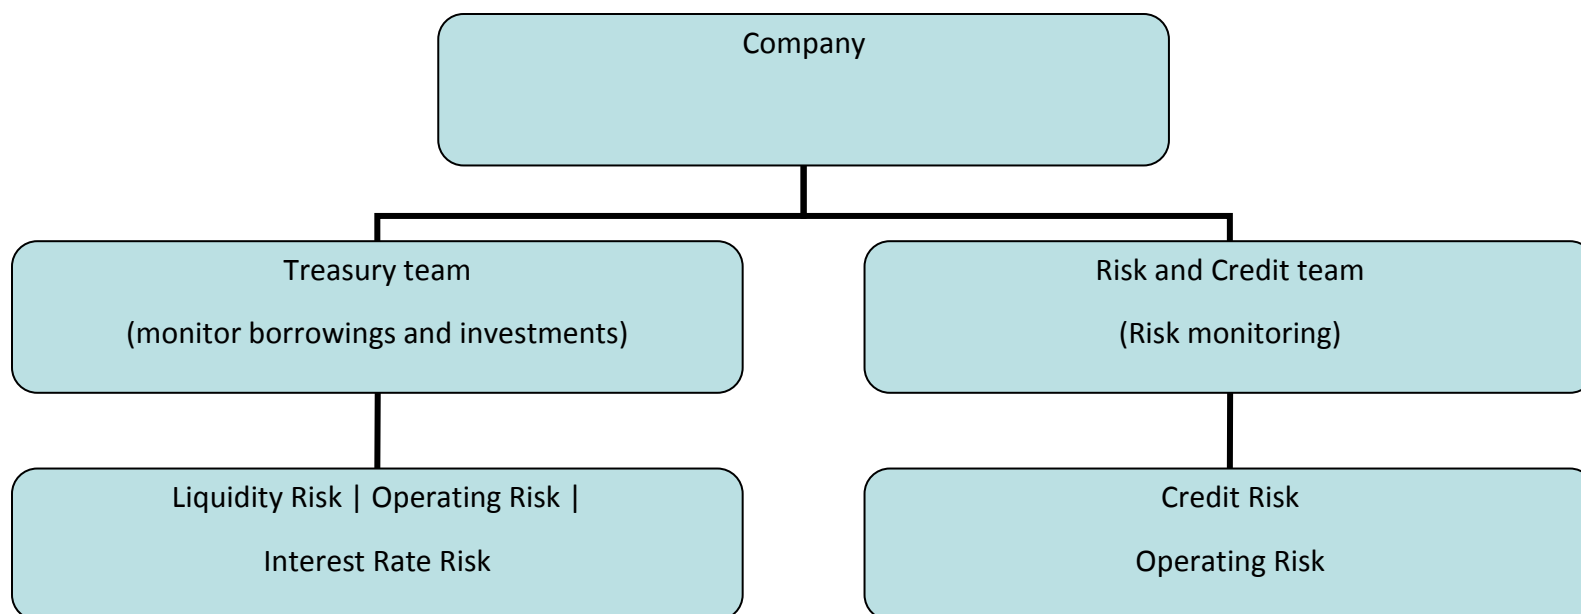 Company
Treasury team
(monitor borrowings and investments)
Risk and Credit team
(Risk monitoring)
Liquidity Risk | Operating Risk |
Interest Rate Risk
Credit Risk
Operating Risk